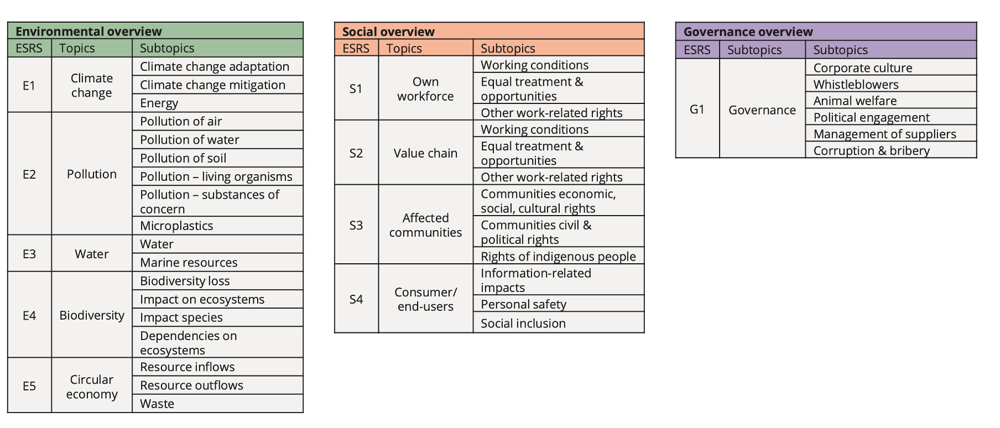 Environmental overview
ESRS Topics Subtopics
E1
Climate
change
Climate change adaptation
Climate change mitigation
Energy
E2
Pollution
Pollution of air
Pollution of water
Pollution of soil
Pollution – living organisms
Pollution – substances of
concern
Microplastics
E3
Water
Water
Marine resources
E4
Biodiversity
Biodiversity loss
Impact on ecosystems
Impact species
Dependencies on
ecosystems
E5
Circular
economy
Resource inflows
Resource outflows
Waste
Social overview
ESRS Topics Subtopics
S1
Own
workforce
Working conditions
Equal treatment &
opportunities
Other work-related rights
S2
Value chain
Working conditions
Equal treatment &
opportunities
Other work-related rights
S3
Affected
communities
Communities economic,
social, cultural rights
Communities civil &
political rights
Rights of indigenous people
S4
Consumer/
end-users
Information-related
impacts
Personal safety
Social inclusion
Governance overview
ESRS Subtopics Subtopics
G1
Governance
Corporate culture
Whistleblowers
Animal welfare
Political engagement
Management of suppliers
Corruption & bribery